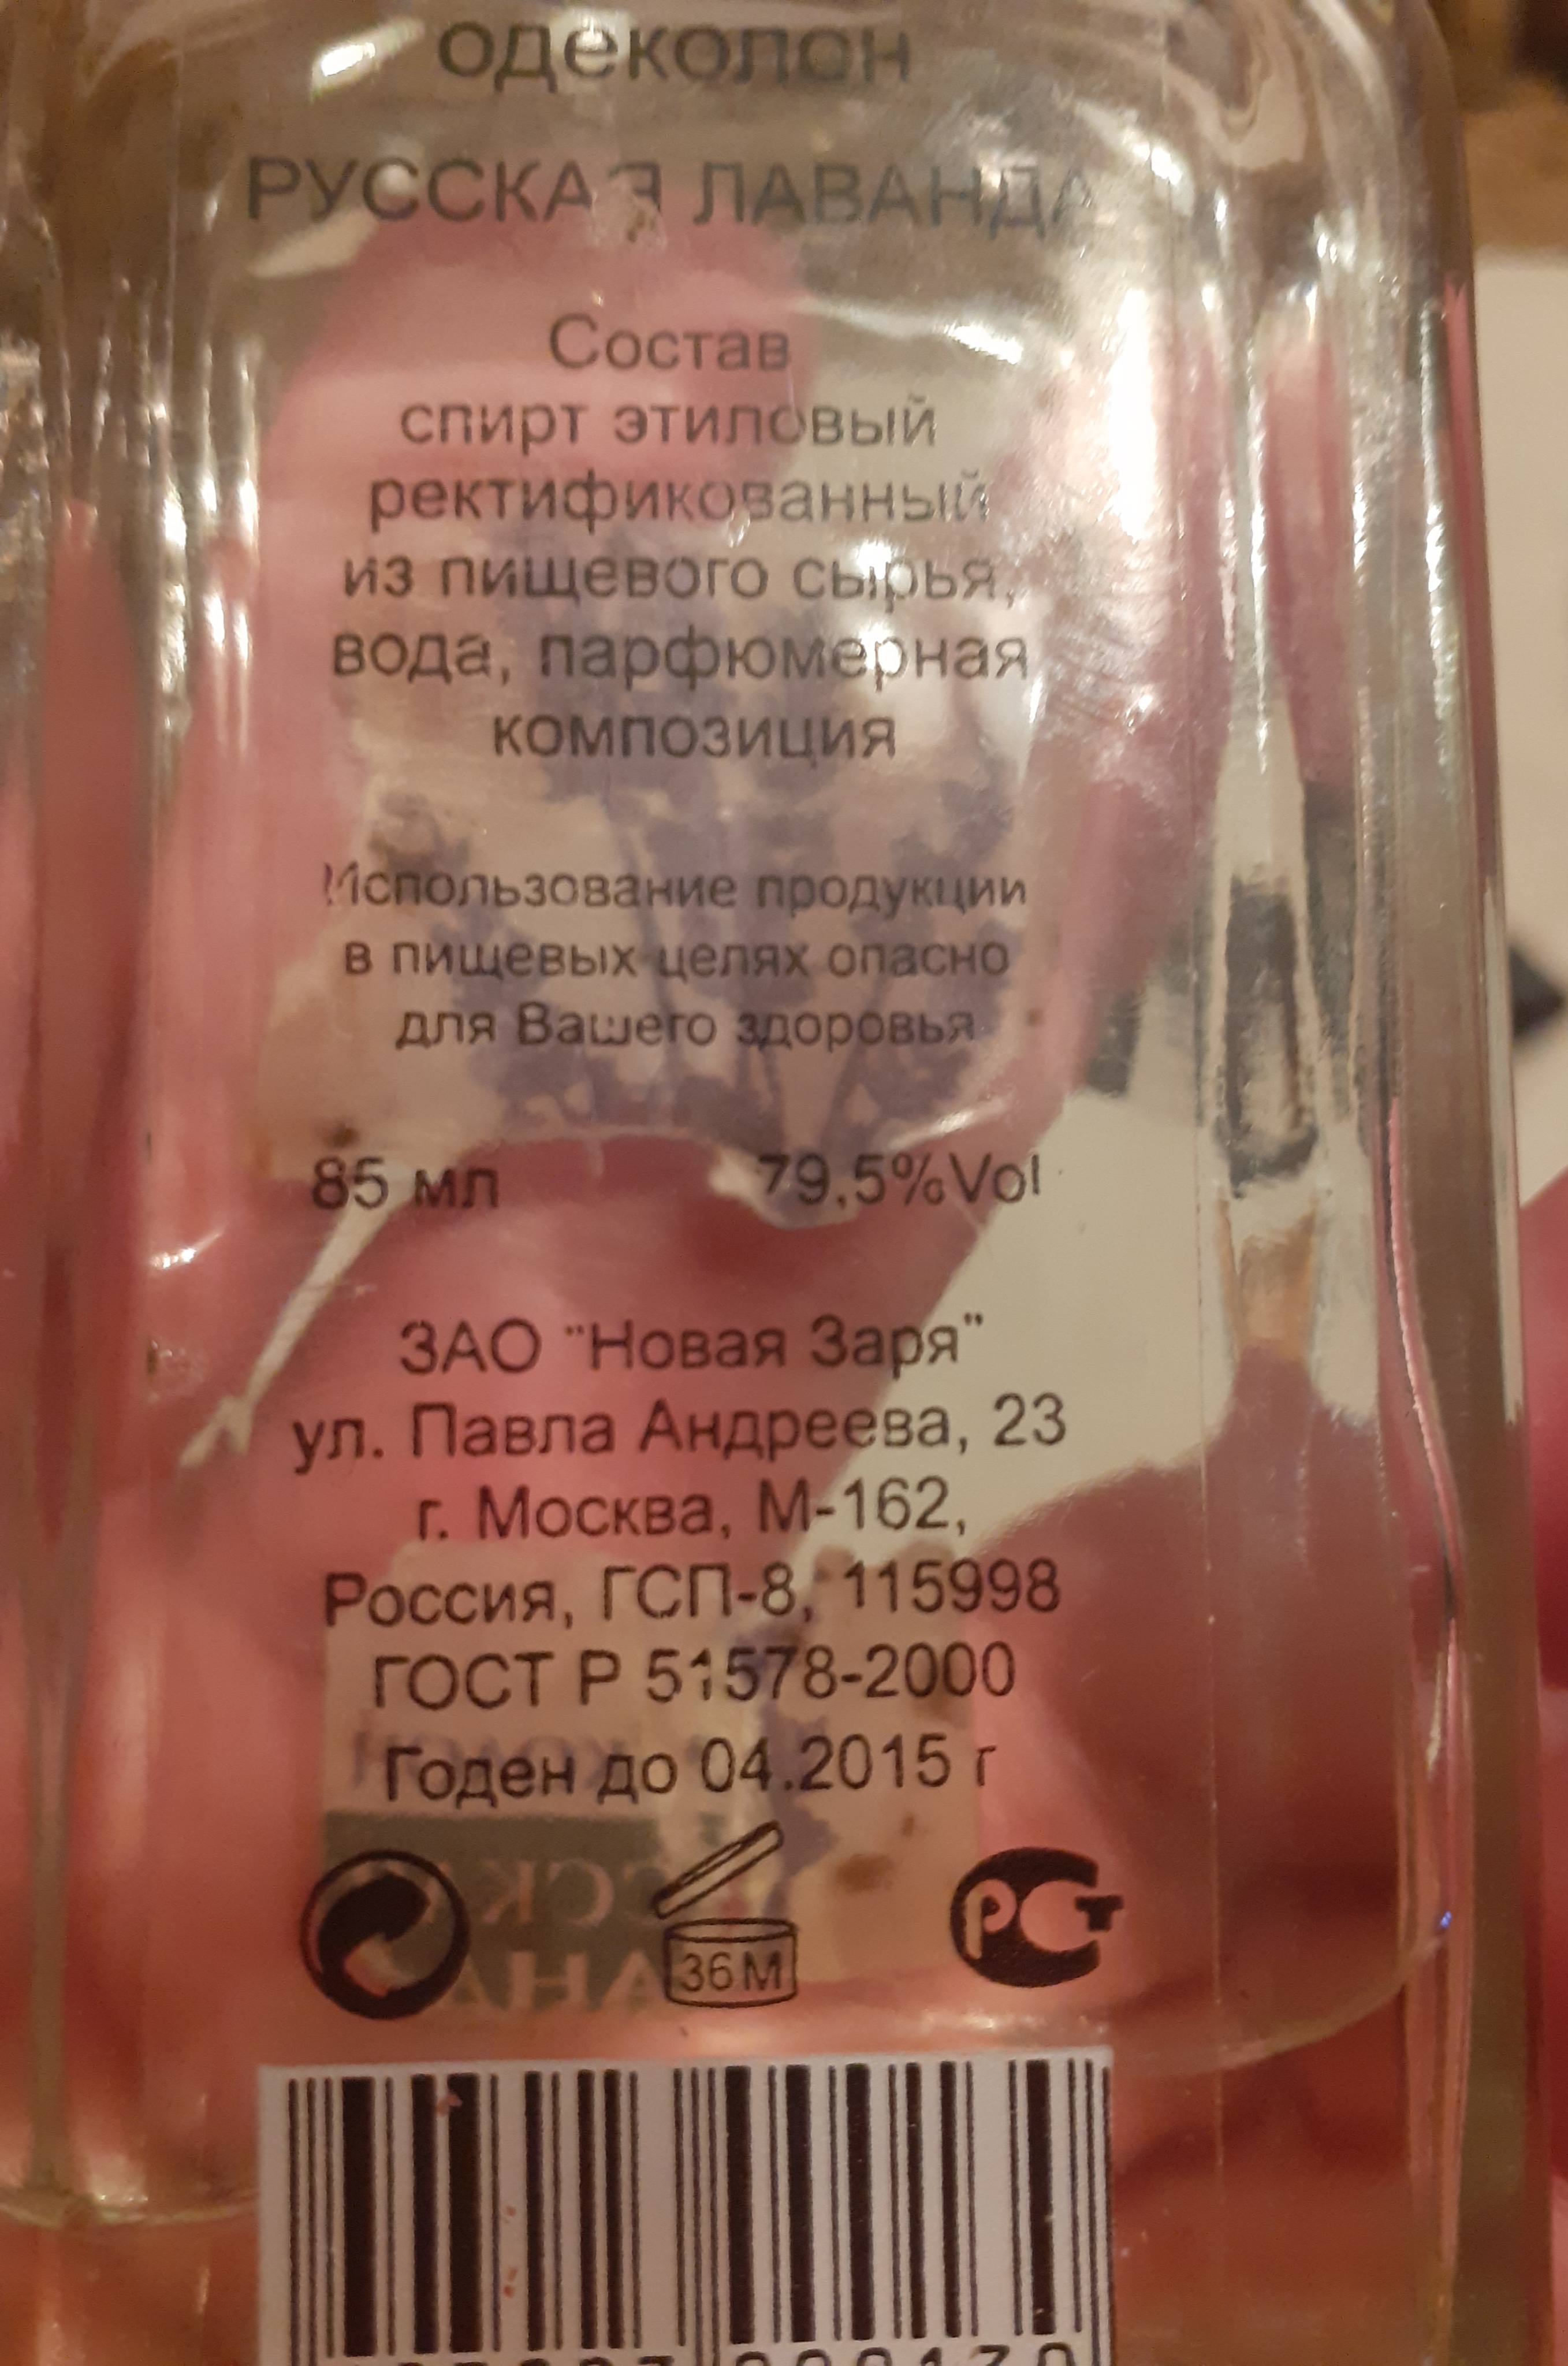 одеколон
РУССКАЯ ЛАВАНДА
Состав
спирт этиловый
ректификованный
из пищевого сырья,
вода, парфюмерная
композиция
Использование продукции
в пищевых целях опасно
для Вашего здоровья
85 мл 79,5%Vol
ЗАО "Новая Заря"
ул. Павла Андреева, 23
г. Москва, М-162,
Россия, ГСП-8, 115998
ГОСТ Р 51578-2000
Годен до 04.2015 г
36М РСТ